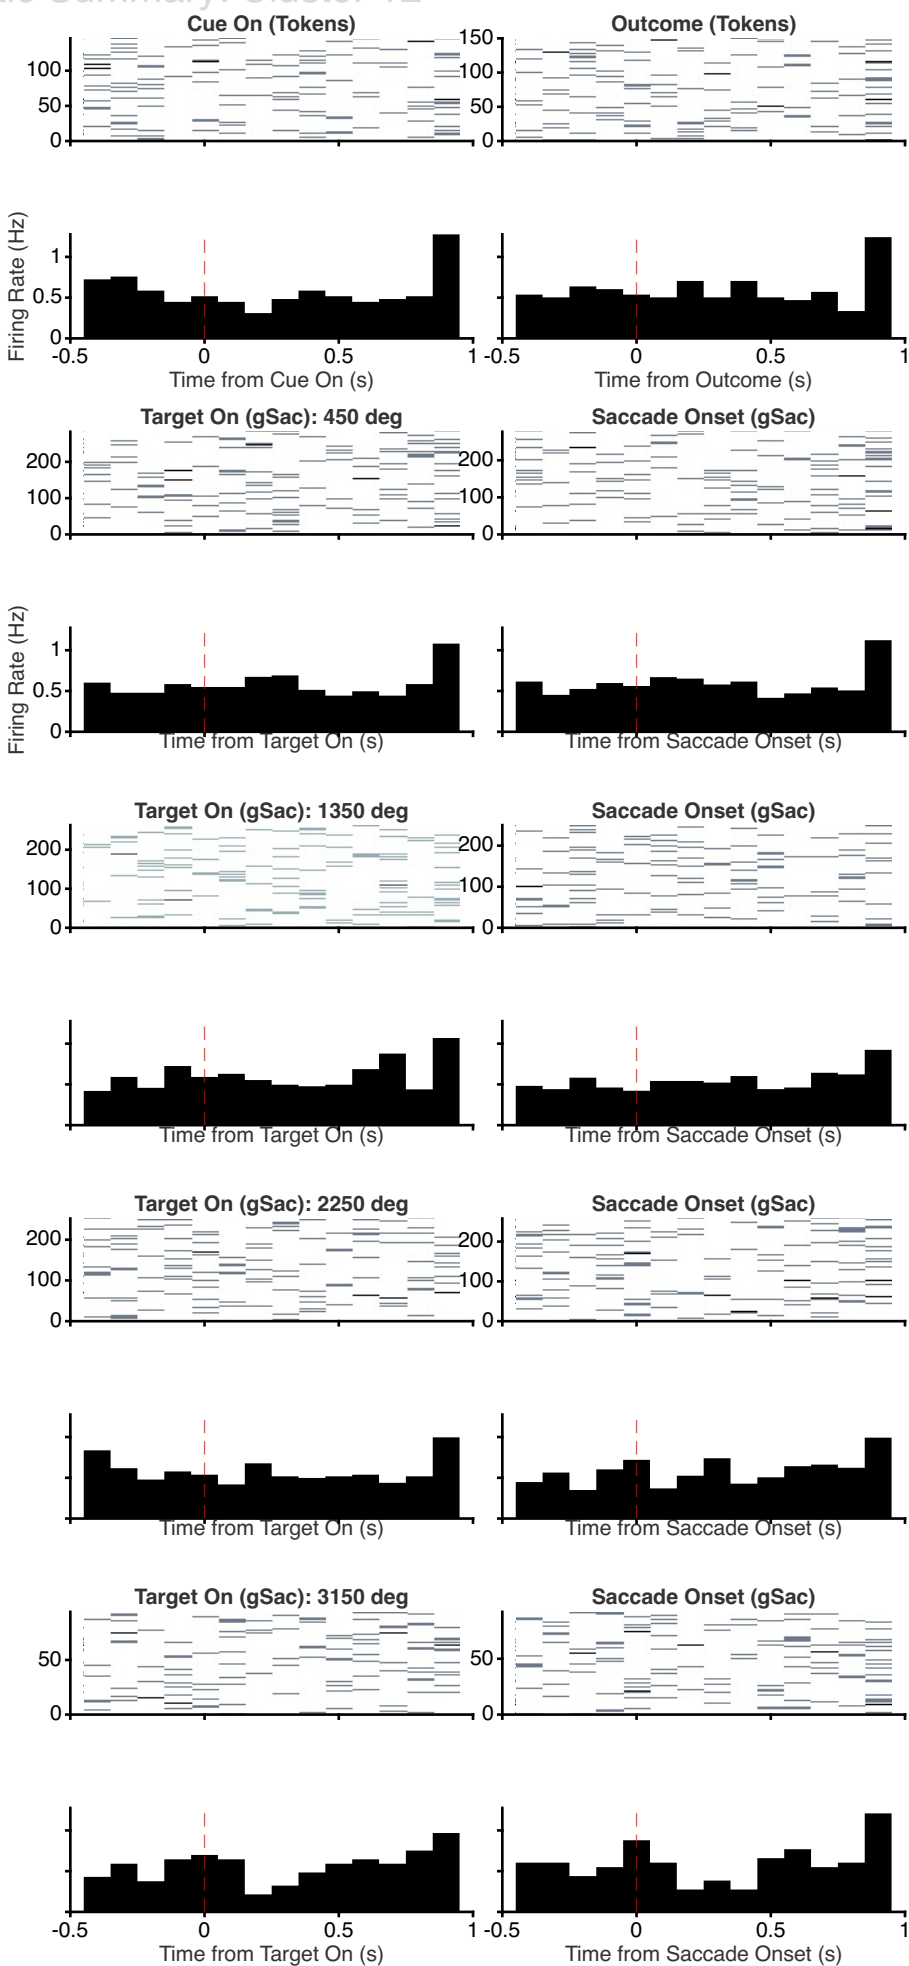 Summary: Cluster 12
Cue On (Tokens)
Outcome (Tokens)
100
50
0
150
100
50
0
Firing Rate (Hz)
1
0.5
0
-0.5
0
0.5
1
-0.5
0
0.5
1
Time from Cue On (s)
Time from Outcome (s)
Target On (gSac): 450 deg
Saccade Onset (gSac)
200
100
0
200
100
0
Firing Rate (Hz)
1
0.5
0
Time from Target On (s)
Time from Saccade Onset (s)
Target On (gSac): 1350 deg
Saccade Onset (gSac)
200
100
0
200
100
0
Time from Target On (s)
Time from Saccade Onset (s)
Target On (gSac): 2250 deg
Saccade Onset (gSac)
200
100
0
200
100
0
Time from Target On (s)
Time from Saccade Onset (s)
Target On (gSac): 3150 deg
Saccade Onset (gSac)
50
0
50
0
-0.5
0
0.5
1
-0.5
0
0.5
1
Time from Target On (s)
Time from Saccade Onset (s)